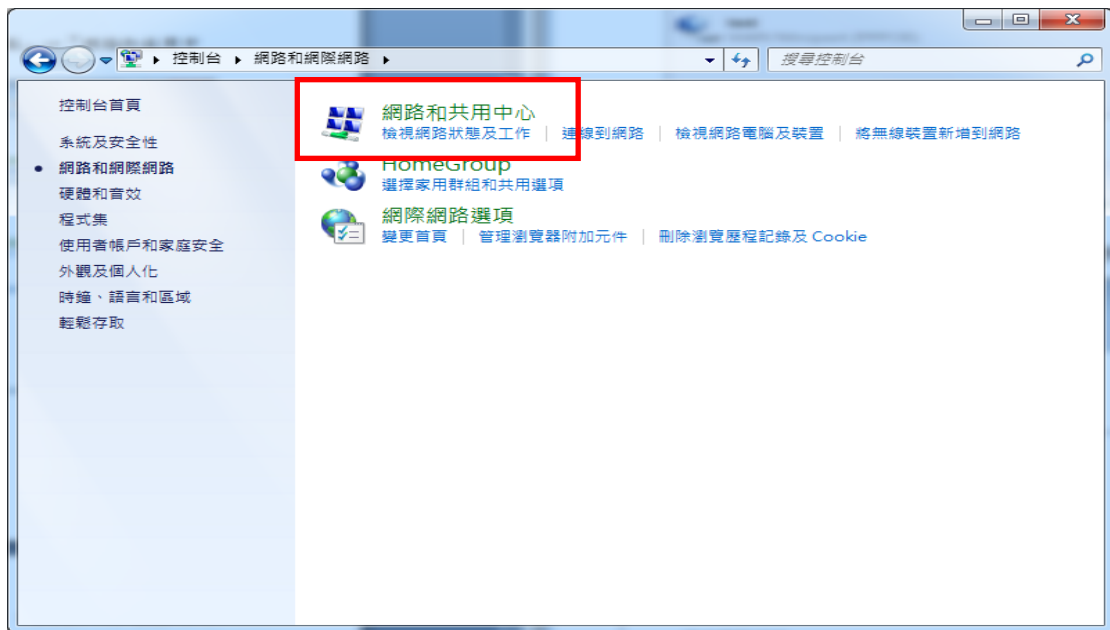 控制台 ▸ 網路和網際網路 ▸
搜尋控制台
控制台首頁
系統及安全性
網路和網際網路
硬體和音效
程式集
使用者帳戶和家庭安全
外觀及個人化
時鐘、語言和區域
輕鬆存取
網路和共用中心
檢視網路狀態及工作 | 連線到網路 | 檢視網路電腦及裝置 | 將無線裝置新增到網路
HomeGroup
選擇家用群組和共用選項
網際網路選項
變更首頁 | 管理瀏覽器附加元件 | 刪除瀏覽歷程記錄及 Cookie